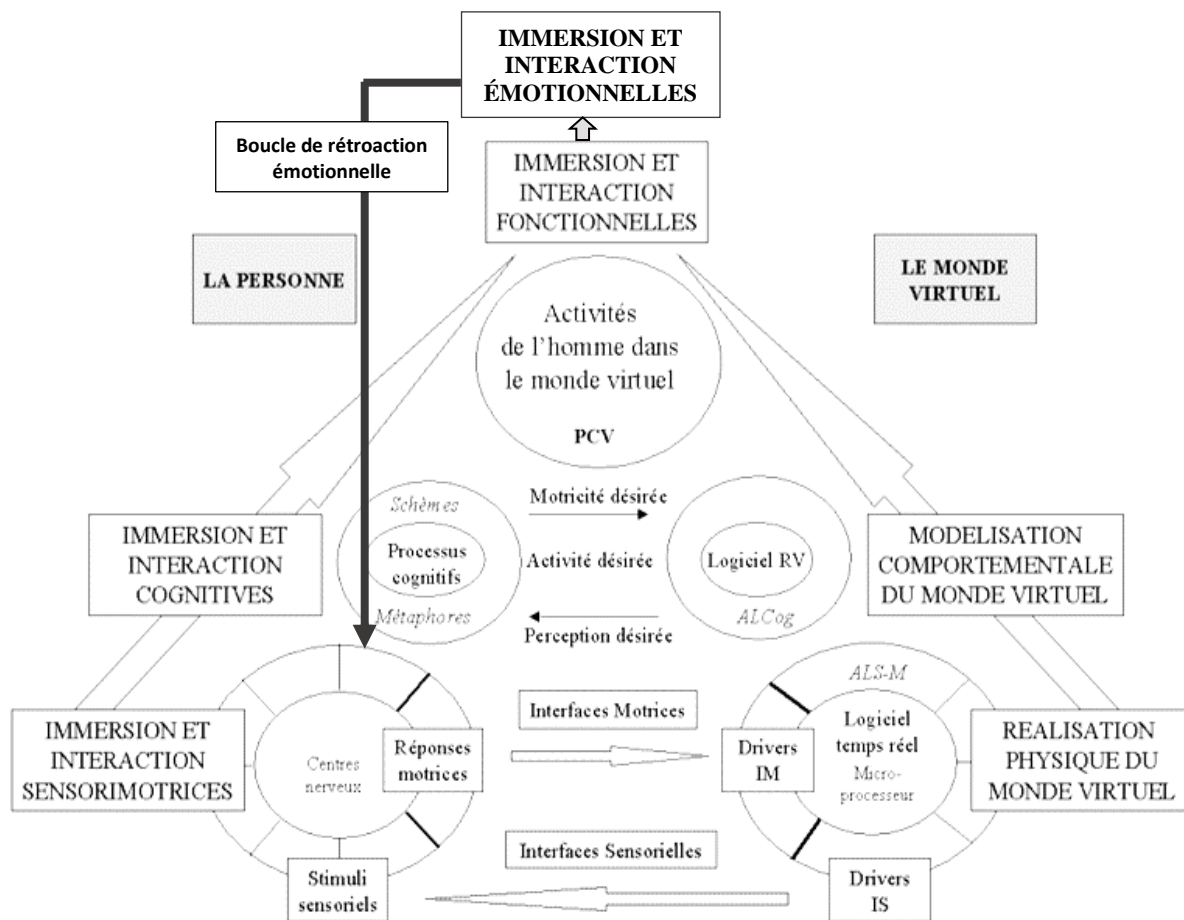 IMMERSION ET
INTERACTION
ÉMOTIONNELLES
Boucle de rétroaction
émotionnelle
IMMERSION ET
INTERACTION
FONCTIONNELLES
LA PERSONNE
LE MONDE
VIRTUEL
Activités
de l’homme dans
le monde virtuel
PCV
Schèmes
Processus
cognitifs
Métaphores
Motricité désirée
Activité désirée
Perception désirée
Logiciel RV
ALCog
IMMERSION ET
INTERACTION
COGNITIVES
MODELISATION
COMPORTEMENTALE
DU MONDE VIRTUEL
IMMERSION ET
INTERACTION
SENSORIMOTRICES
Centres
nerveux
Réponses
motrices
Stimuli
sensoriels
Interfaces Motrices
Interfaces Sensorielles
ALS-M
Logiciel
temps réel
Micro-
processeur
Drivers
IM
Drivers
IS
REALISATION
PHYSIQUE DU
MONDE VIRTUEL